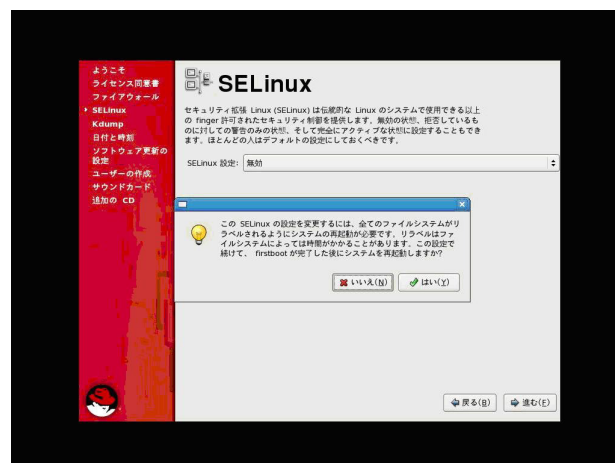 ようこそ
ライセンス同意書
ファイアウォール
SELinux
Kdump
日付と時刻
ソフトウェア更新の
設定
ユーザーの作成
サウンドカード
追加の CD
SELinux
セキュリティ拡張 Linux (SELinux) は伝統的な Linux のシステムで使用できる以上
の finger 許可されたセキュリティ制御を提供します。無効の状態、拒否しているも
のに対しての警告のみの状態、そして完全にアクティブな状態に設定することもでき
ます。ほとんどの人はデフォルトの設定にしておくべきです。
SELinux 設定: 無効
この SELinux の設定を変更するには、全てのファイルシステムがリ
ラベルされるようにシステムの再起動が必要です。リラベルはファ
イルシステムによっては時間がかかることがあります。この設定で
続けて、 firstboot が完了した後にシステムを再起動しますか?
いいえ(N) はい(Y)
戻る(B) 進む(F)